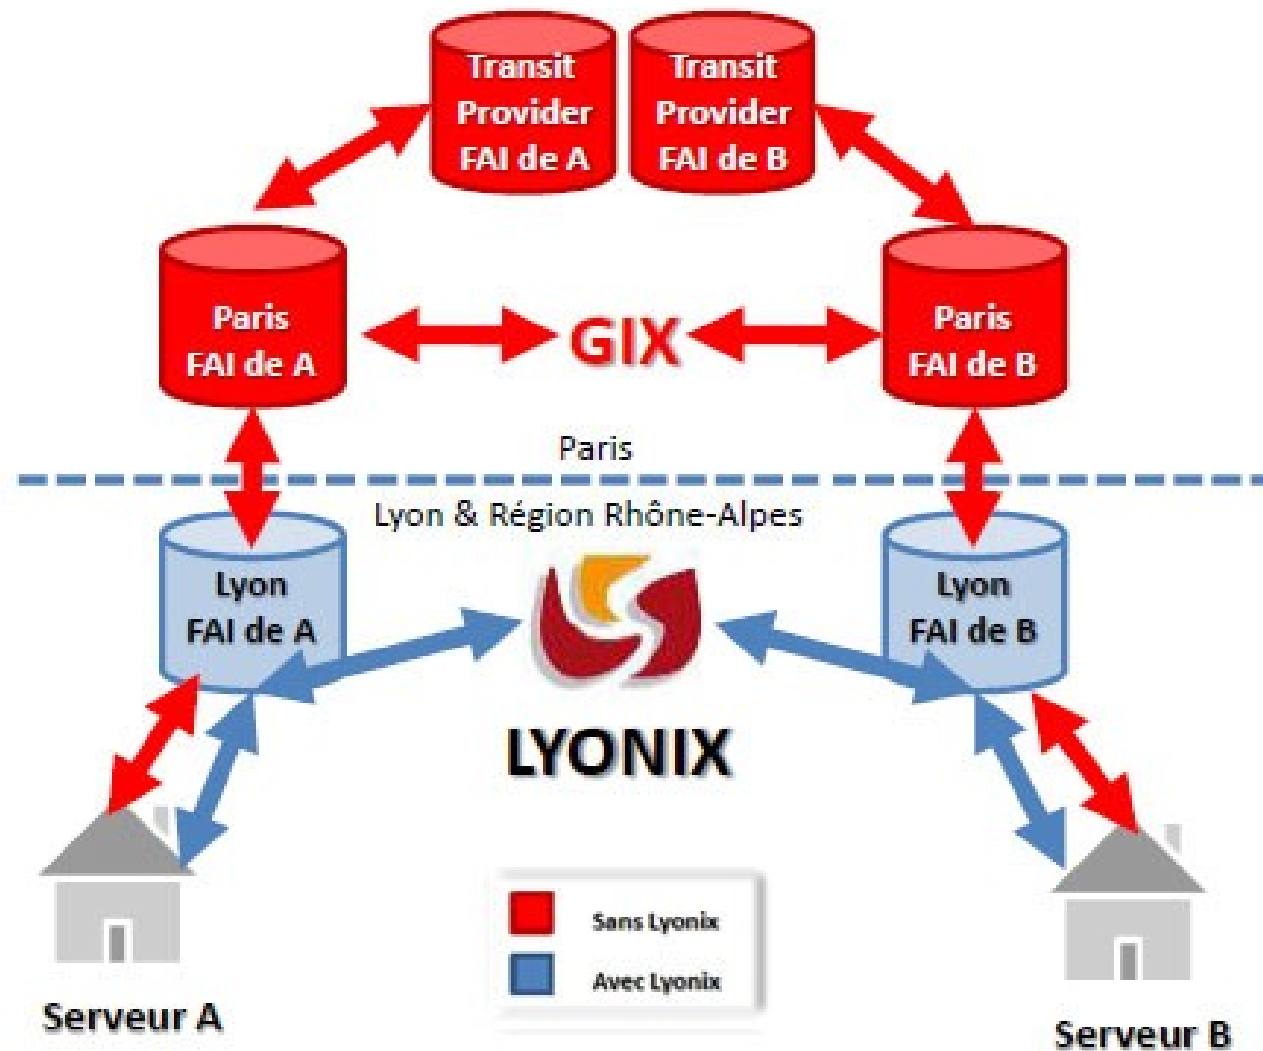 Transit
Provider
FAI de A
Transit
Provider
FAI de B
Paris
FAI de A
GIX
Paris
FAI de B
Paris
Lyon & Région Rhône-Alpes
Lyon
FAI de A
Lyon
FAI de B
LYONIX
Sans Lyonix
Avec Lyonix
Serveur A
Serveur B